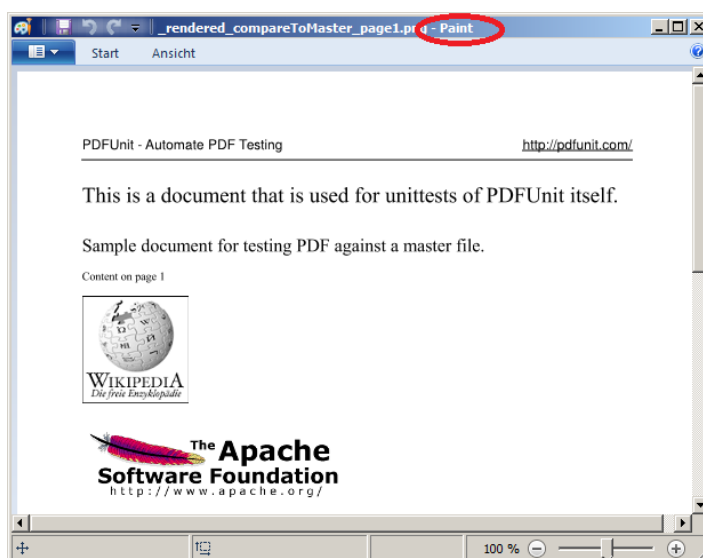 _rendered_compareToMaster_page1.png - Paint
Start Ansicht
PDFUnit - Automate PDF Testing http://pdfunit.com/
This is a document that is used for unittests of PDFUnit itself.
Sample document for testing PDF against a master file.
Content on page 1
WIKIPEDIA
Die freie Enzyklopädie
The Apache
Software Foundation
http://www.apache.org/
100 %